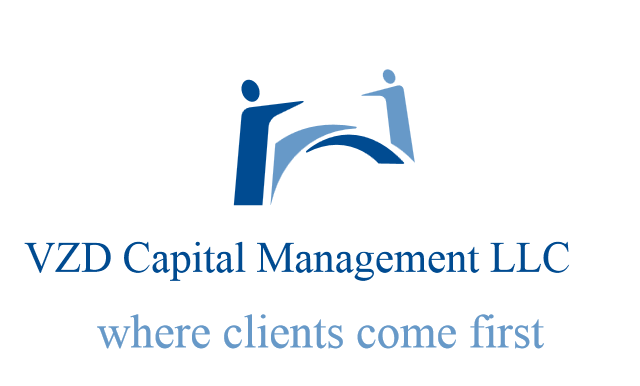 VZD Capital Management LLC
where clients come first